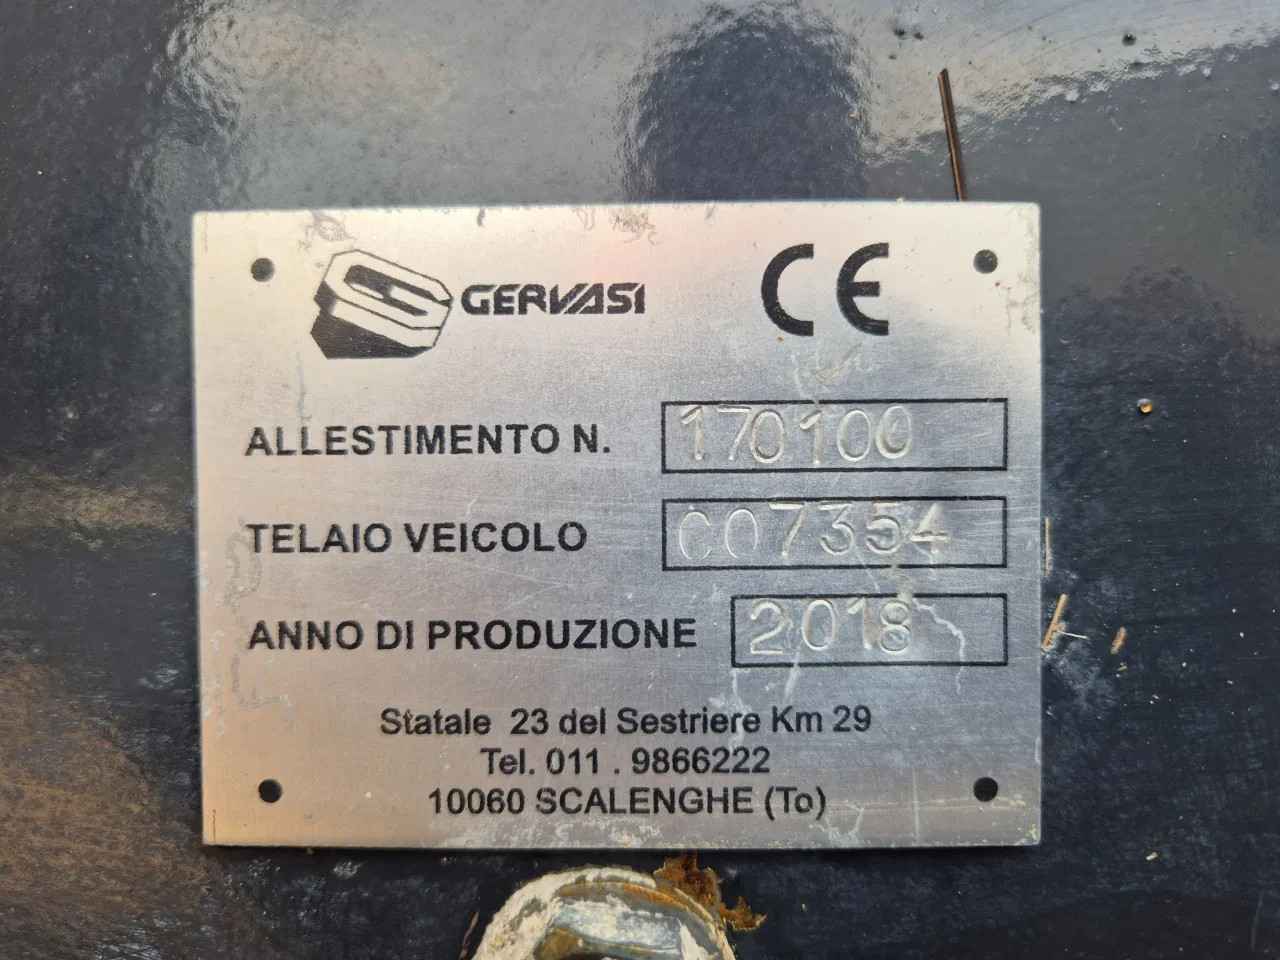 GERVASI CE
ALLESTIMENTO N. 170100
TELAIO VEICOLO C07354
ANNO DI PRODUZIONE 2018
Statale 23 del Sestriere Km 29
Tel. 011 . 9866222
10060 SCALENGHE (To)